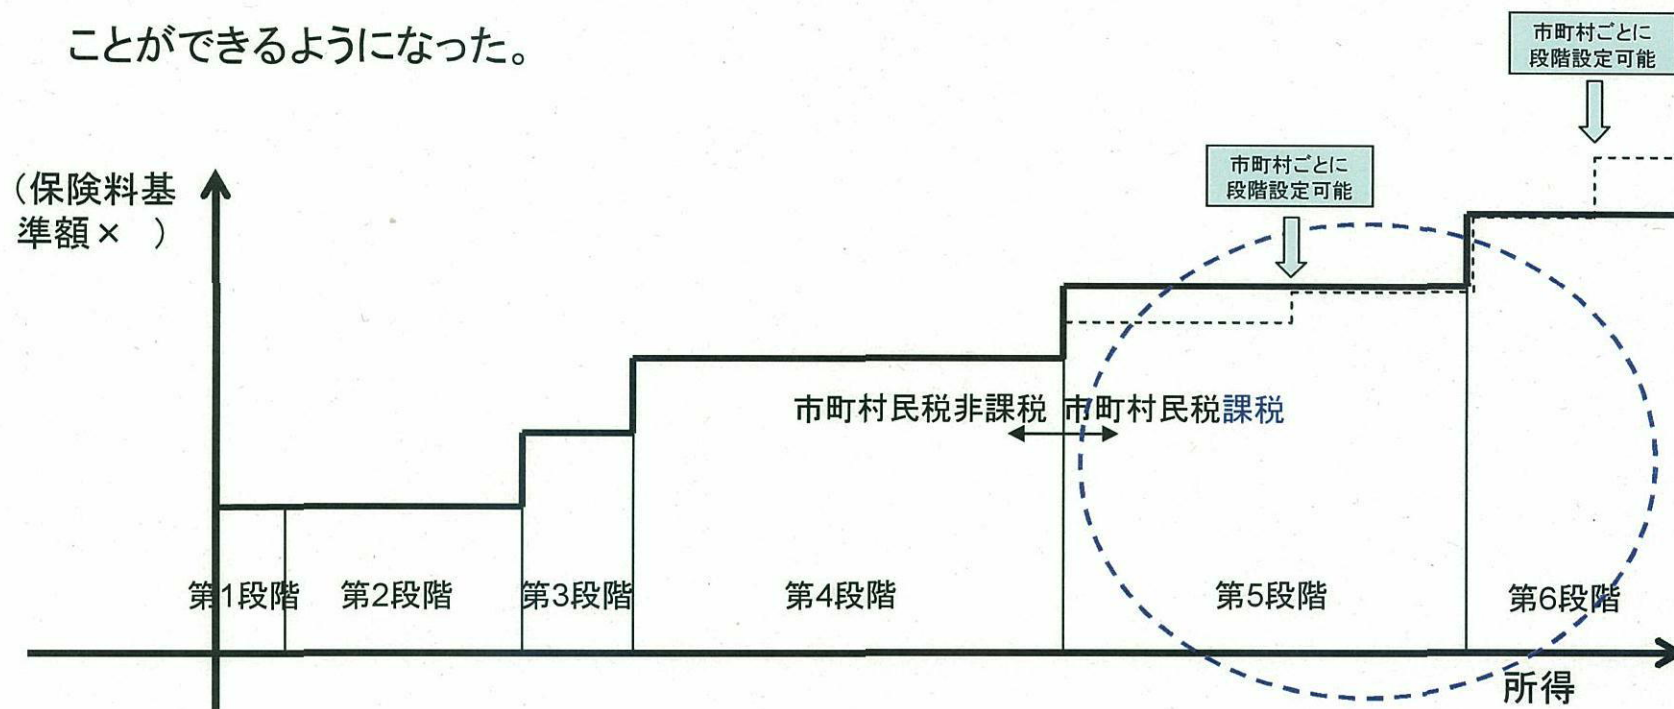 ことができるようになった。
市町村ごとに
段階設定可能
市町村ごとに
段階設定可能
(保険料基
準額× )
市町村民税非課税 市町村民税課税
第1段階 第2段階 第3段階 第4段階 第5段階 第6段階
所得